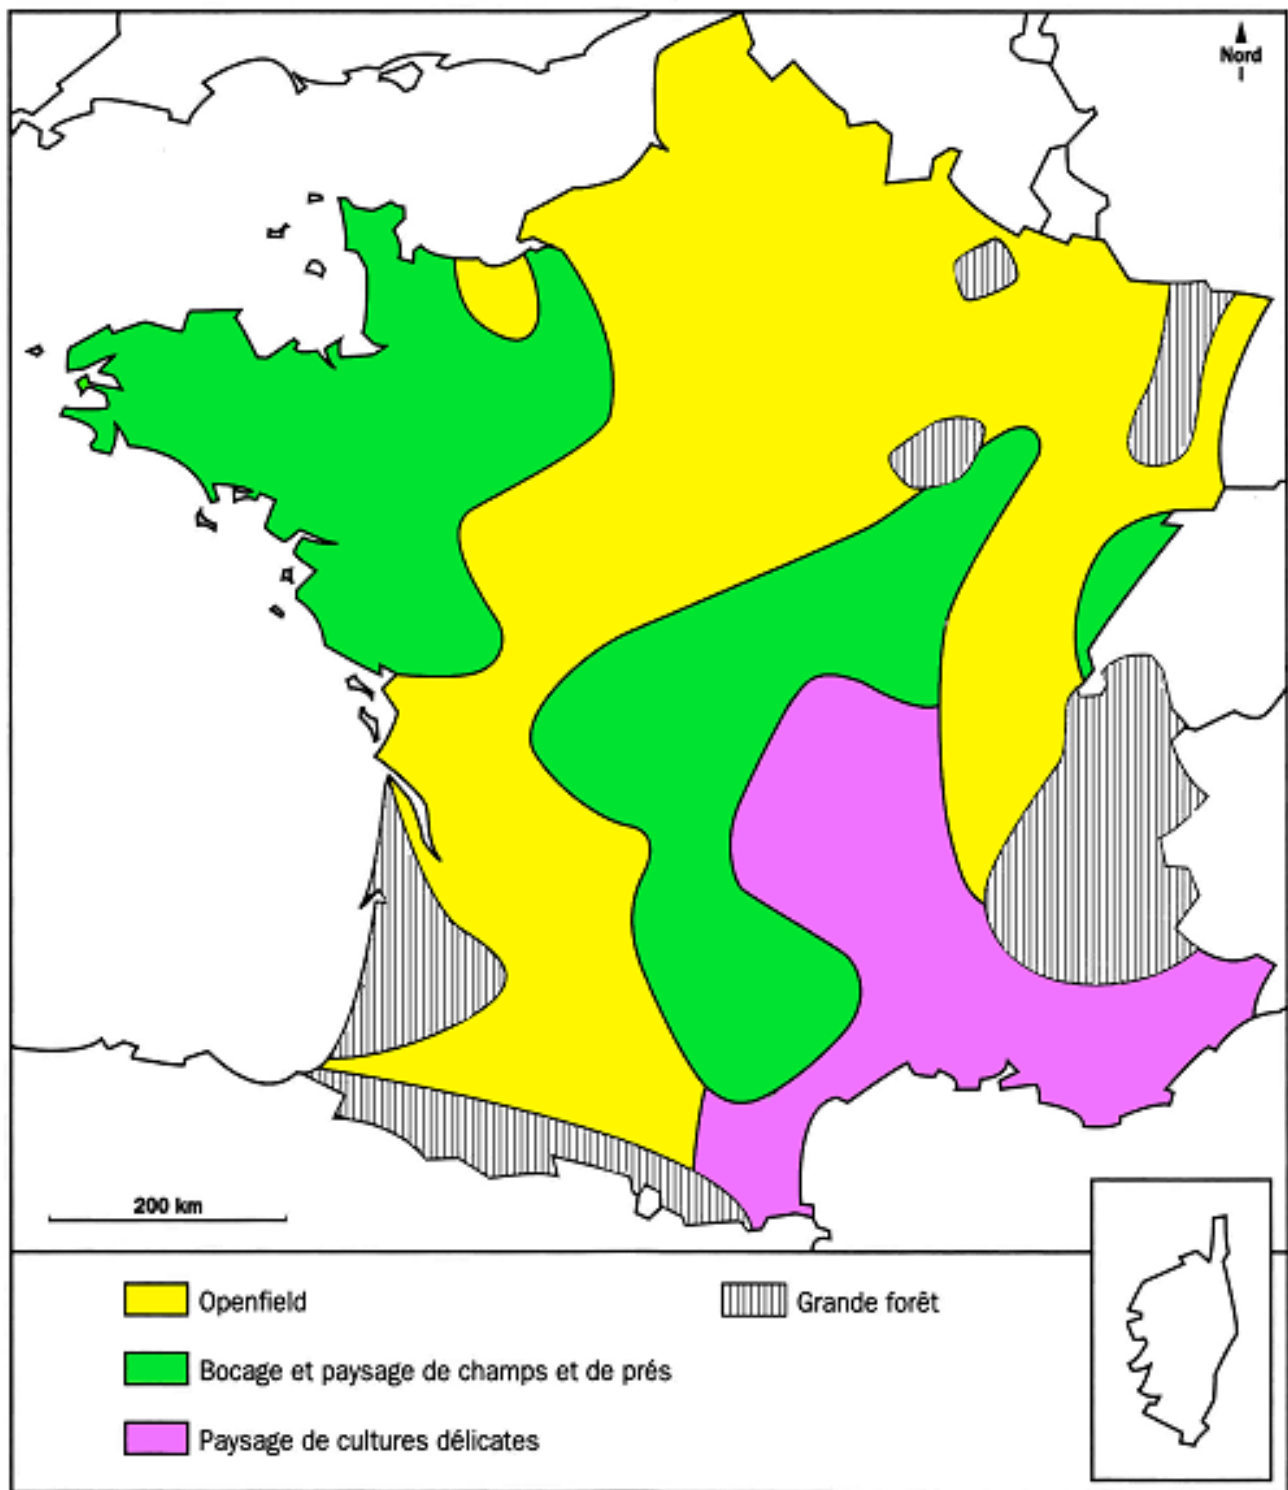 Nord
200 km
Openfield
Grande forêt
Bocage et paysage de champs et de prés
Paysage de cultures délicates